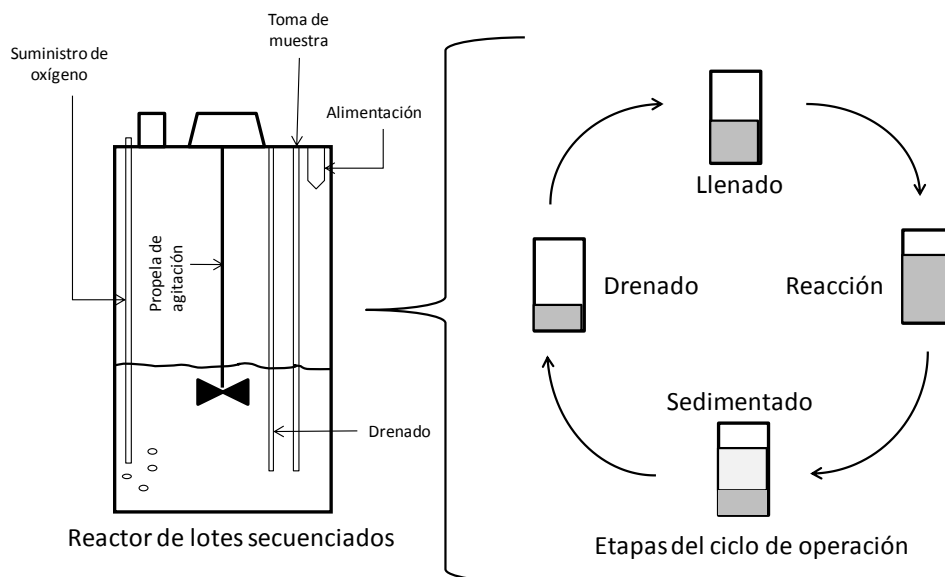 Toma de
muestra
Suministro de
oxígeno
Alimentación
Propela de
agitación
Drenado
Reactor de lotes secuenciados
Llenado
Drenado
Reacción
Sedimentado
Etapas del ciclo de operación